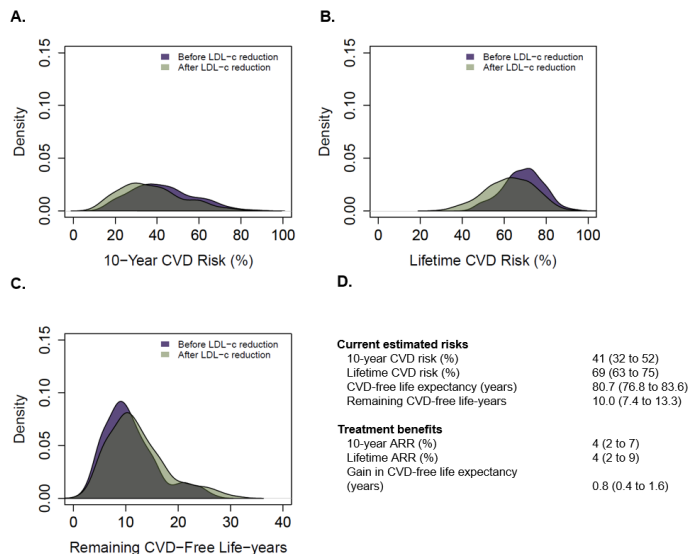 A.
Before LDL-c reduction
After LDL-c reduction
Density
0.00 0.05 0.10 0.15
0 20 40 60 80 100
10-Year CVD Risk (%)
B.
Before LDL-c reduction
After LDL-c reduction
Density
0.00 0.05 0.10 0.15
0 20 40 60 80 100
Lifetime CVD Risk (%)
C.
Before LDL-c reduction
After LDL-c reduction
Density
0.00 0.05 0.10 0.15
0 10 20 30 40
Remaining CVD-Free Life-years
D.
Current estimated risks
10-year CVD risk (%) 41 (32 to 52)
Lifetime CVD risk (%) 69 (63 to 75)
CVD-free life expectancy (years) 80.7 (76.8 to 83.6)
Remaining CVD-free life-years 10.0 (7.4 to 13.3)
Treatment benefits
10-year ARR (%) 4 (2 to 7)
Lifetime ARR (%) 4 (2 to 9)
Gain in CVD-free life expectancy
(years) 0.8 (0.4 to 1.6)